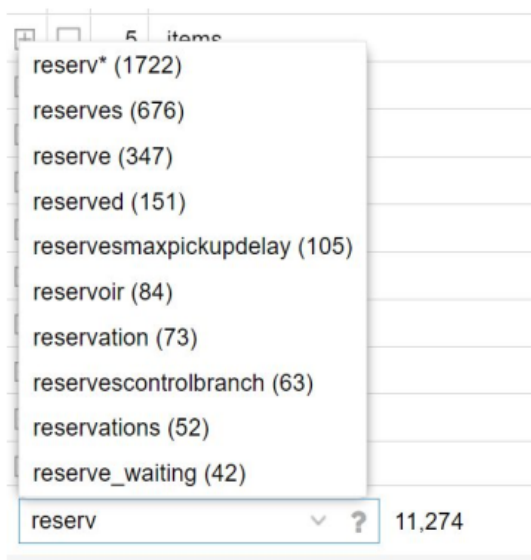 5 items
reserv* (1722)
reserves (676)
reserve (347)
reserved (151)
reservesmaxpickupdelay (105)
reservoir (84)
reservation (73)
reservescontrolbranch (63)
reservations (52)
reserve_waiting (42)
reserv ? 11,274